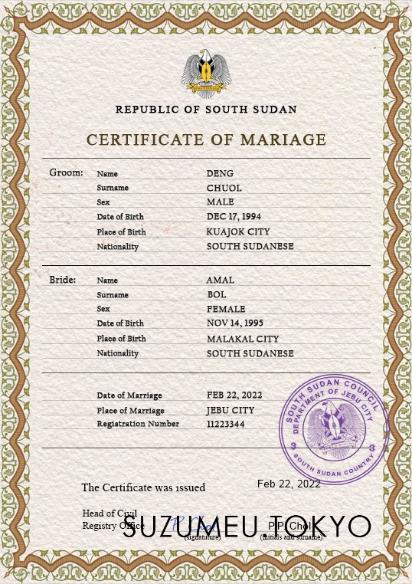 REPUBLIC OF SOUTH SUDAN
CERTIFICATE OF MARIAGE
Groom: Name DENG
Surname CHUOL
Sex MALE
Date of Birth DEC 17, 1994
Place of Birth KUAJOK CITY
Nationality SOUTH SUDANESE
Bride: Name AMAL
Surname BOL
Sex FEMALE
Date of Birth NOV 14, 1995
Place of Birth MALAKAL CITY
Nationality SOUTH SUDANESE
Date of Marriage FEB 22, 2022
Place of Marriage JEBU CITY
Registration Number 11223344
SOUTH SUDAN COUNCIL
DEPARTMENT OF JEBU CITY
SOUTH SUDAN COUNTRY
The Certificate was issued Feb 22, 2022
Head of Civil
Registry Office P.P. Chol
SUZUMEU.TOKYO
(signature) (initials and surname)